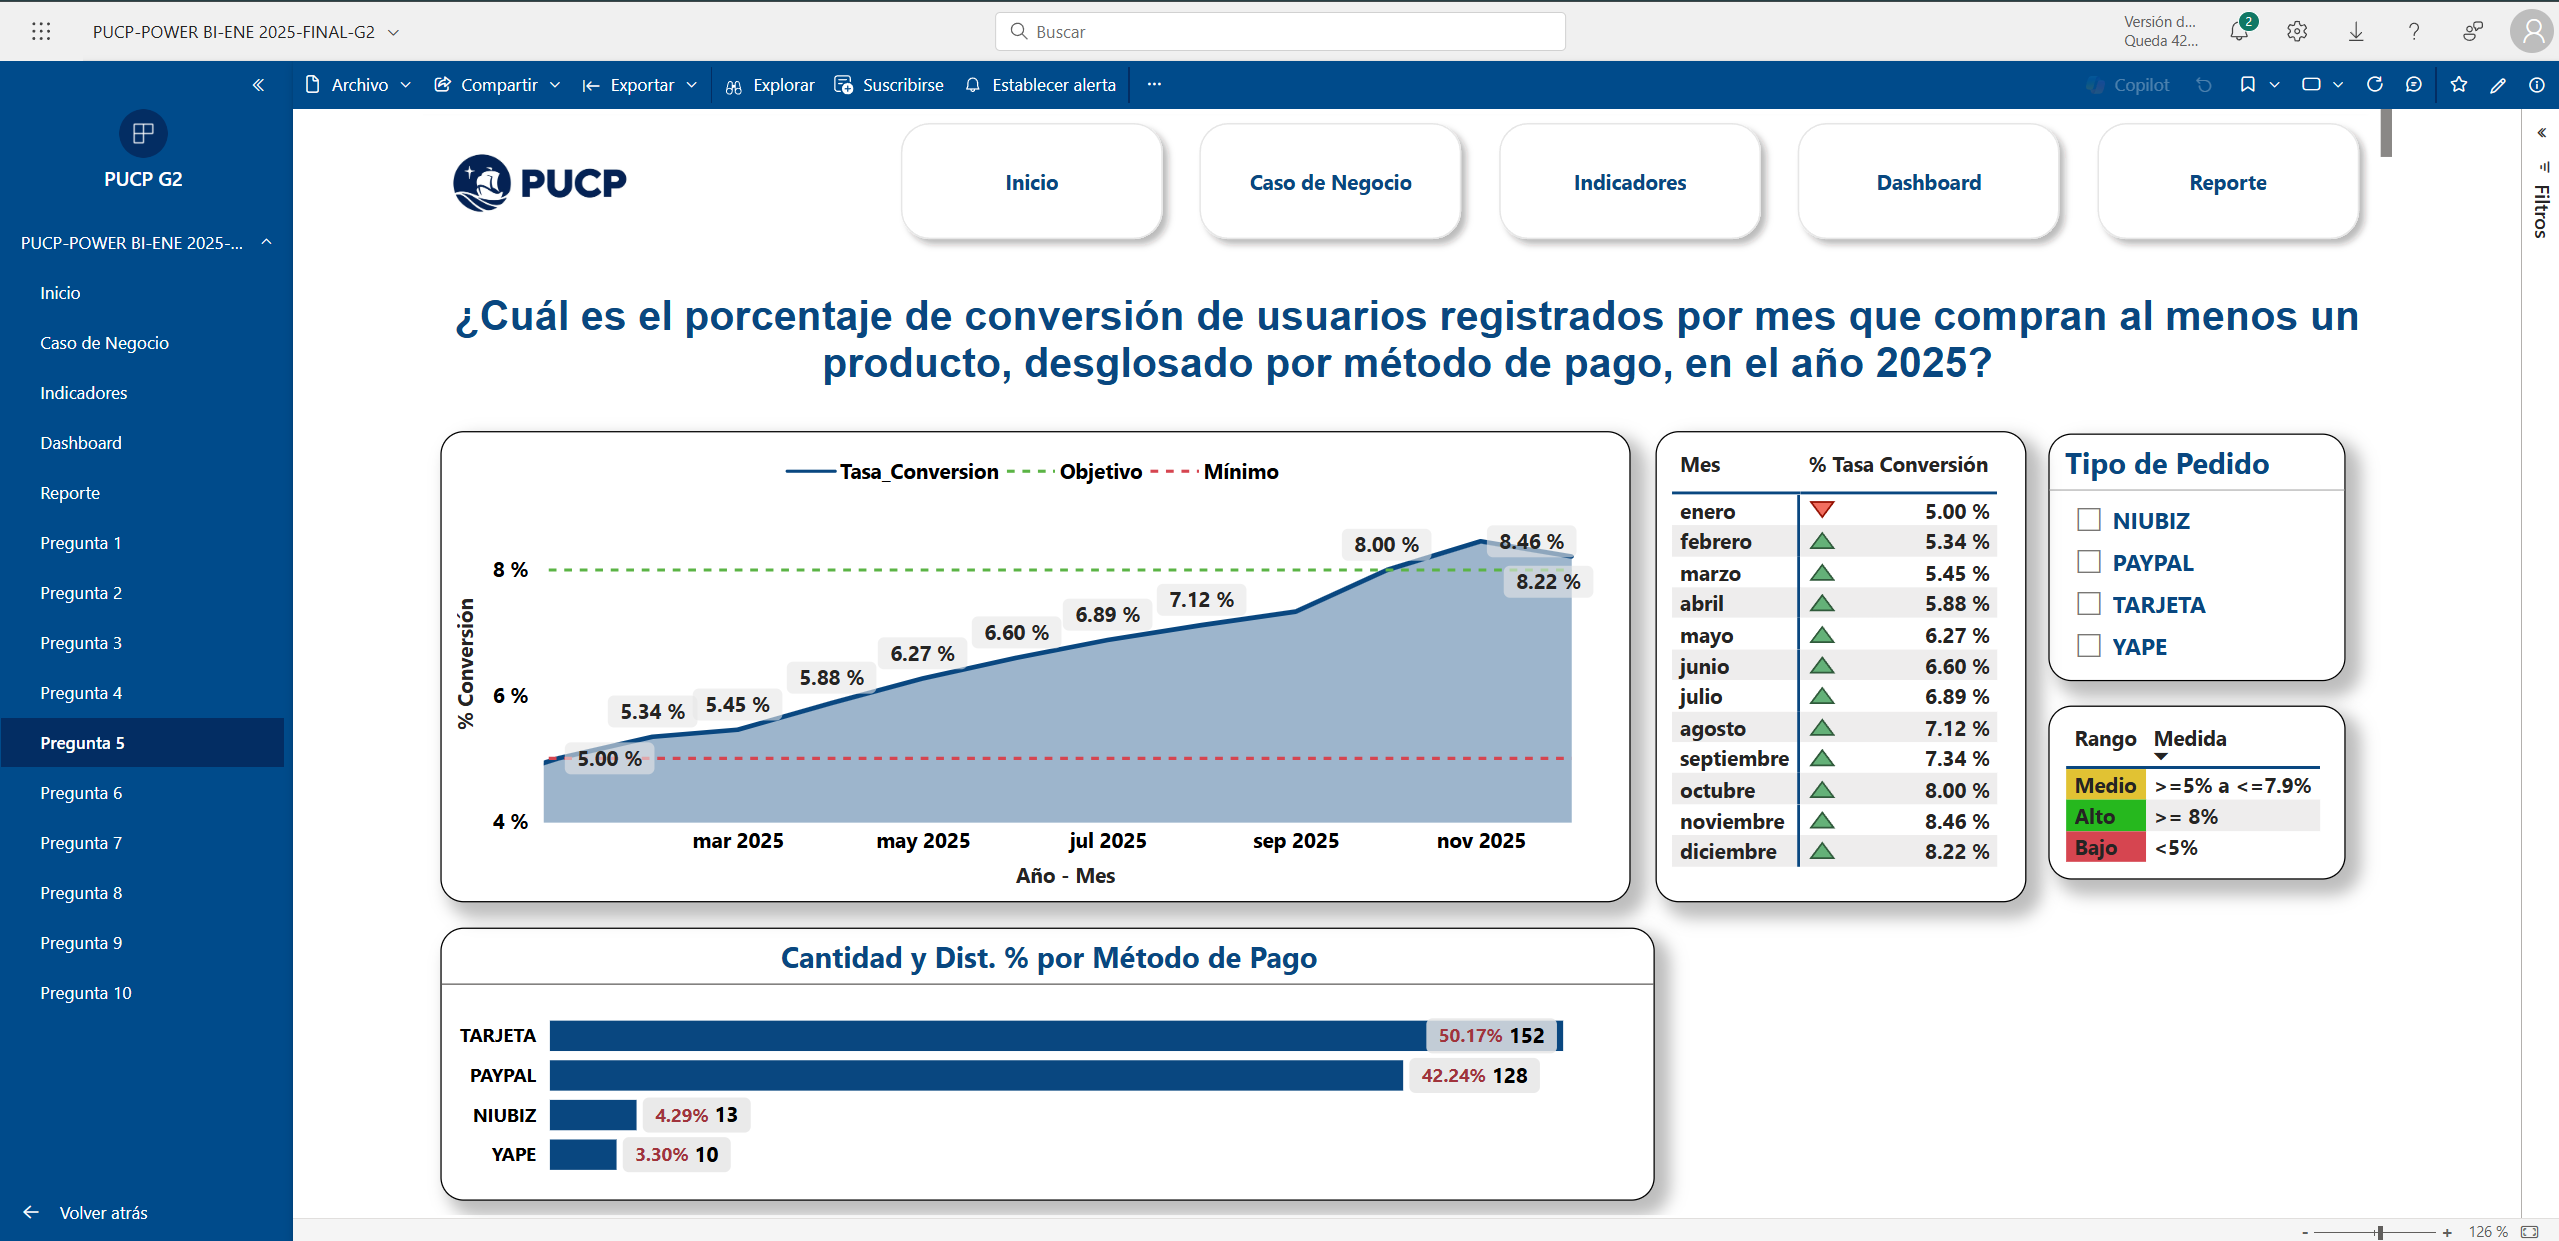 PUCP-POWER BI-ENE 2025-FINAL-G2
Buscar
Versión d...
Queda 42...
2
Archivo
Compartir
Exportar
Explorar
Suscribirse
Establecer alerta
Copilot
PUCP G2
PUCP-POWER BI-ENE 2025-...
Inicio
Caso de Negocio
Indicadores
Dashboard
Reporte
Pregunta 1
Pregunta 2
Pregunta 3
Pregunta 4
Pregunta 5
Pregunta 6
Pregunta 7
Pregunta 8
Pregunta 9
Pregunta 10
Volver atrás
PUCP
Inicio
Caso de Negocio
Indicadores
Dashboard
Reporte
Filtros
¿Cuál es el porcentaje de conversión de usuarios registrados por mes que compran al menos un
producto, desglosado por método de pago, en el año 2025?
Tasa_Conversion
Objetivo
Mínimo
% Conversión
8 %
6 %
4 %
5.00 %
5.34 %
5.45 %
5.88 %
6.27 %
6.60 %
6.89 %
7.12 %
8.00 %
8.46 %
8.22 %
mar 2025
may 2025
jul 2025
sep 2025
nov 2025
Año - Mes
Mes % Tasa Conversión
enero 5.00 %
febrero 5.34 %
marzo 5.45 %
abril 5.88 %
mayo 6.27 %
junio 6.60 %
julio 6.89 %
agosto 7.12 %
septiembre 7.34 %
octubre 8.00 %
noviembre 8.46 %
diciembre 8.22 %
Tipo de Pedido
NIUBIZ
PAYPAL
TARJETA
YAPE
Rango Medida
Medio >=5% a <=7.9%
Alto >= 8%
Bajo <5%
Cantidad y Dist. % por Método de Pago
TARJETA 50.17% 152
PAYPAL 42.24% 128
NIUBIZ 4.29% 13
YAPE 3.30% 10
- + 126 %